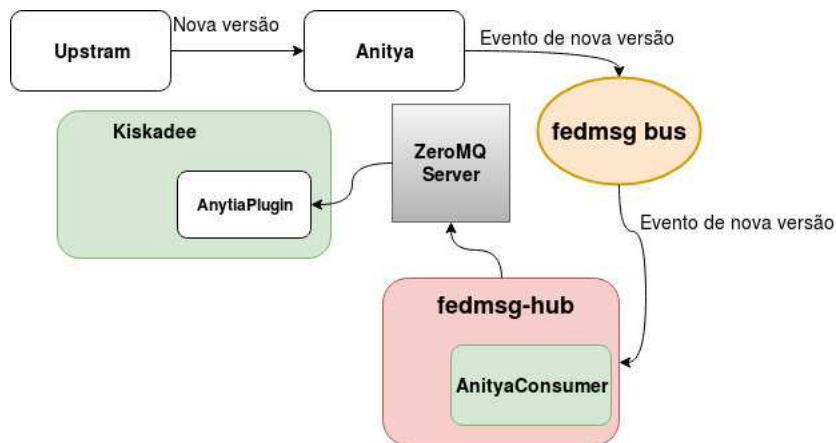 Upstram
Nova versão
Anitya
Evento de nova versão
fedmsg bus
Kiskadee
AnytiaPlugin
ZeroMQ
Server
Evento de nova versão
fedmsg-hub
AnityaConsumer